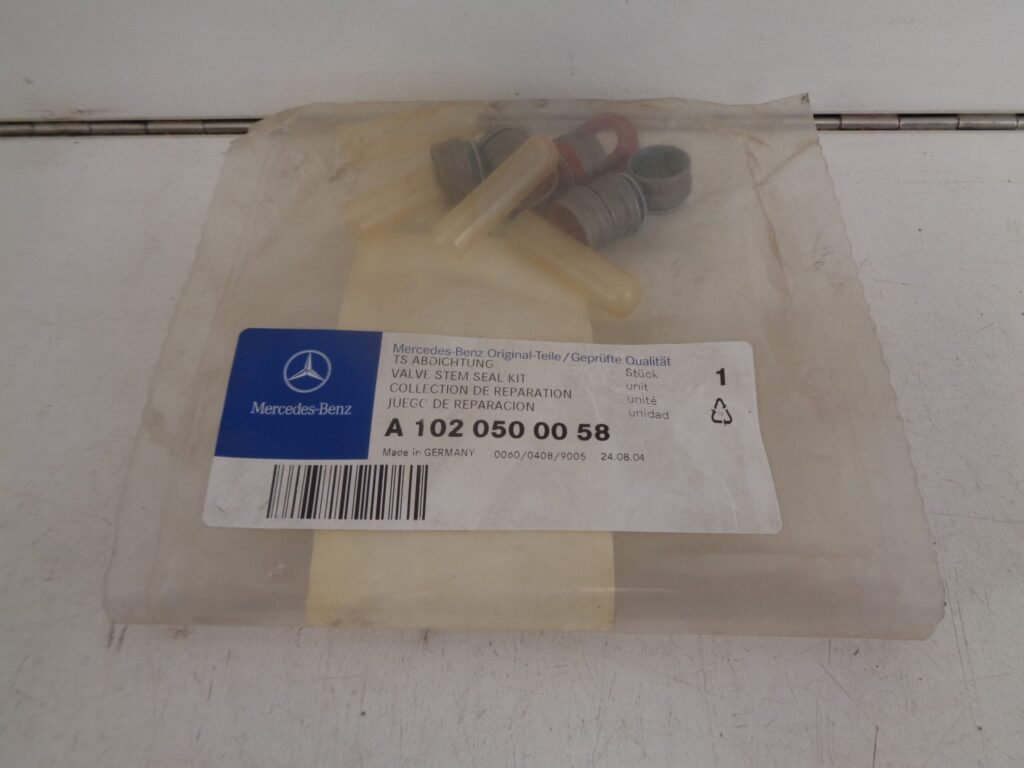 Mercedes-Benz
Mercedes-Benz Original-Teile/Geprüfte Qualität
TS ABDICHTUNG
VALVE STEM SEAL KIT
COLLECTION DE REPARATION
JUEGO DE REPARACION
Stück
unit
unité
unidad
1
A 102 050 00 58
Made in GERMANY 0060/0408/9005 24.08.04